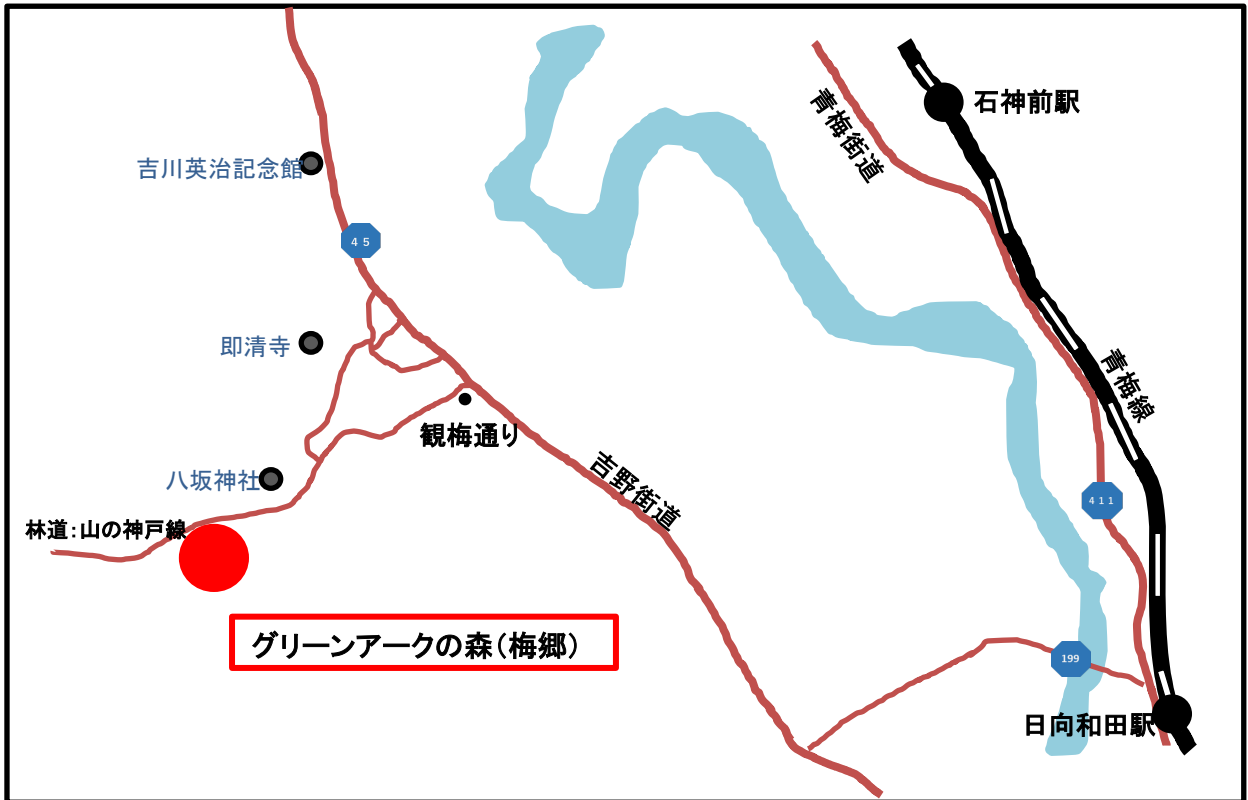 石神前駅
青梅街道
吉川英治記念館
45
即清寺
青梅線
観梅通り
八坂神社
吉野街道
411
林道:山の神戸線
グリーンアークの森(梅郷)
199
日向和田駅